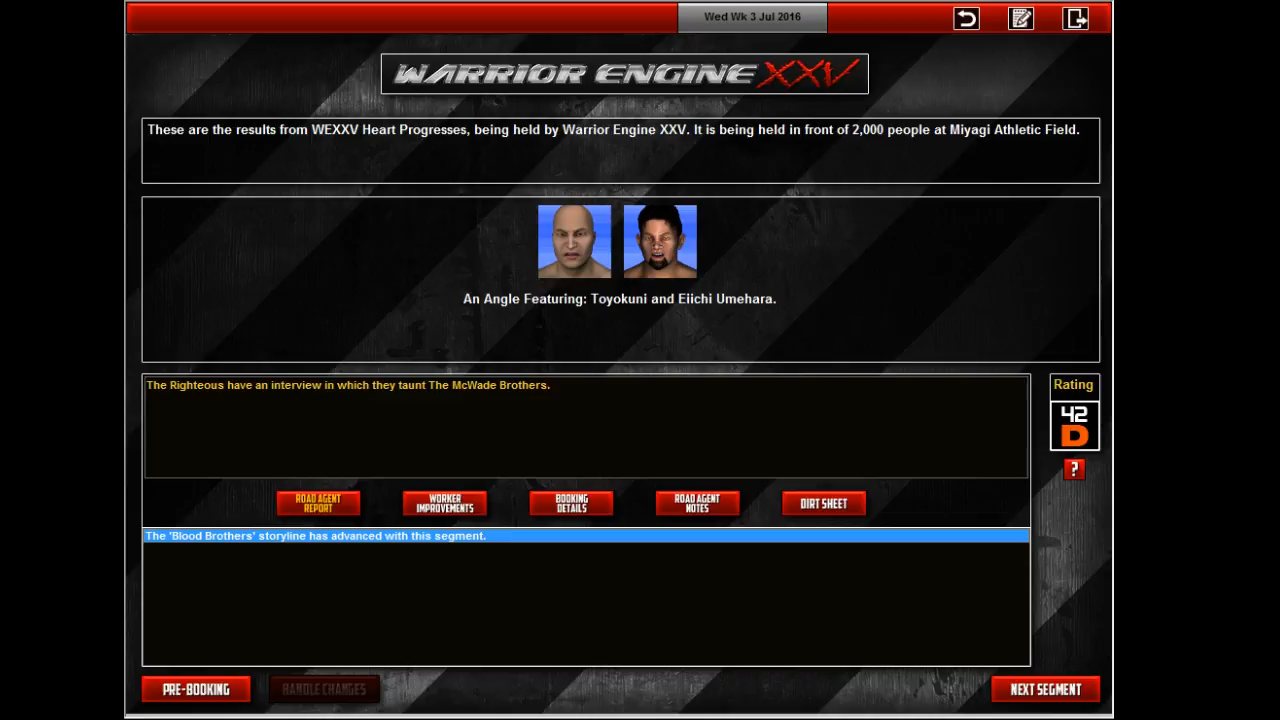 Wed Wk 3 Jul 2016
WARRIOR ENGINE XXV
These are the results from WEXXV Heart Progresses, being held by Warrior Engine XXV. It is being held in front of 2,000 people at Miyagi Athletic Field.
An Angle Featuring: Toyokuni and Eiichi Umehara.
The Righteous have an interview in which they taunt The McWade Brothers.
Rating
42
D
?
ROAD AGENT
REPORT
WORKER
IMPROVEMENTS
BOOKING
DETAILS
ROAD AGENT
NOTES
DIRT SHEET
The 'Blood Brothers' storyline has advanced with this segment.
PRE-BOOKING
HANDLE CHANGES
NEXT SEGMENT